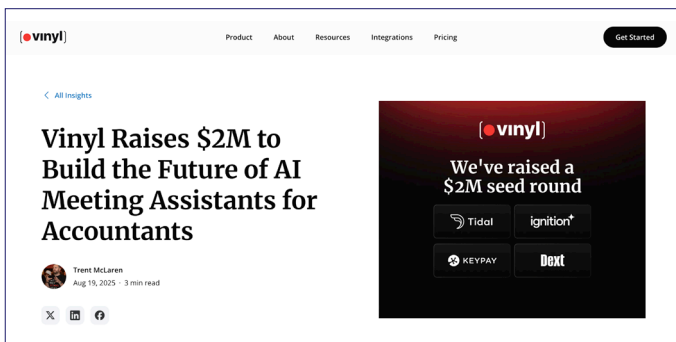 vinyl
Product About Resources Integrations Pricing
Get Started
All Insights
Vinyl Raises $2M to
Build the Future of AI
Meeting Assistants for
Accountants
Trent McLaren
Aug 19, 2025 · 3 min read
vinyl
We've raised a
$2M seed round
Tidal
ignition
KEYPAY
Dext